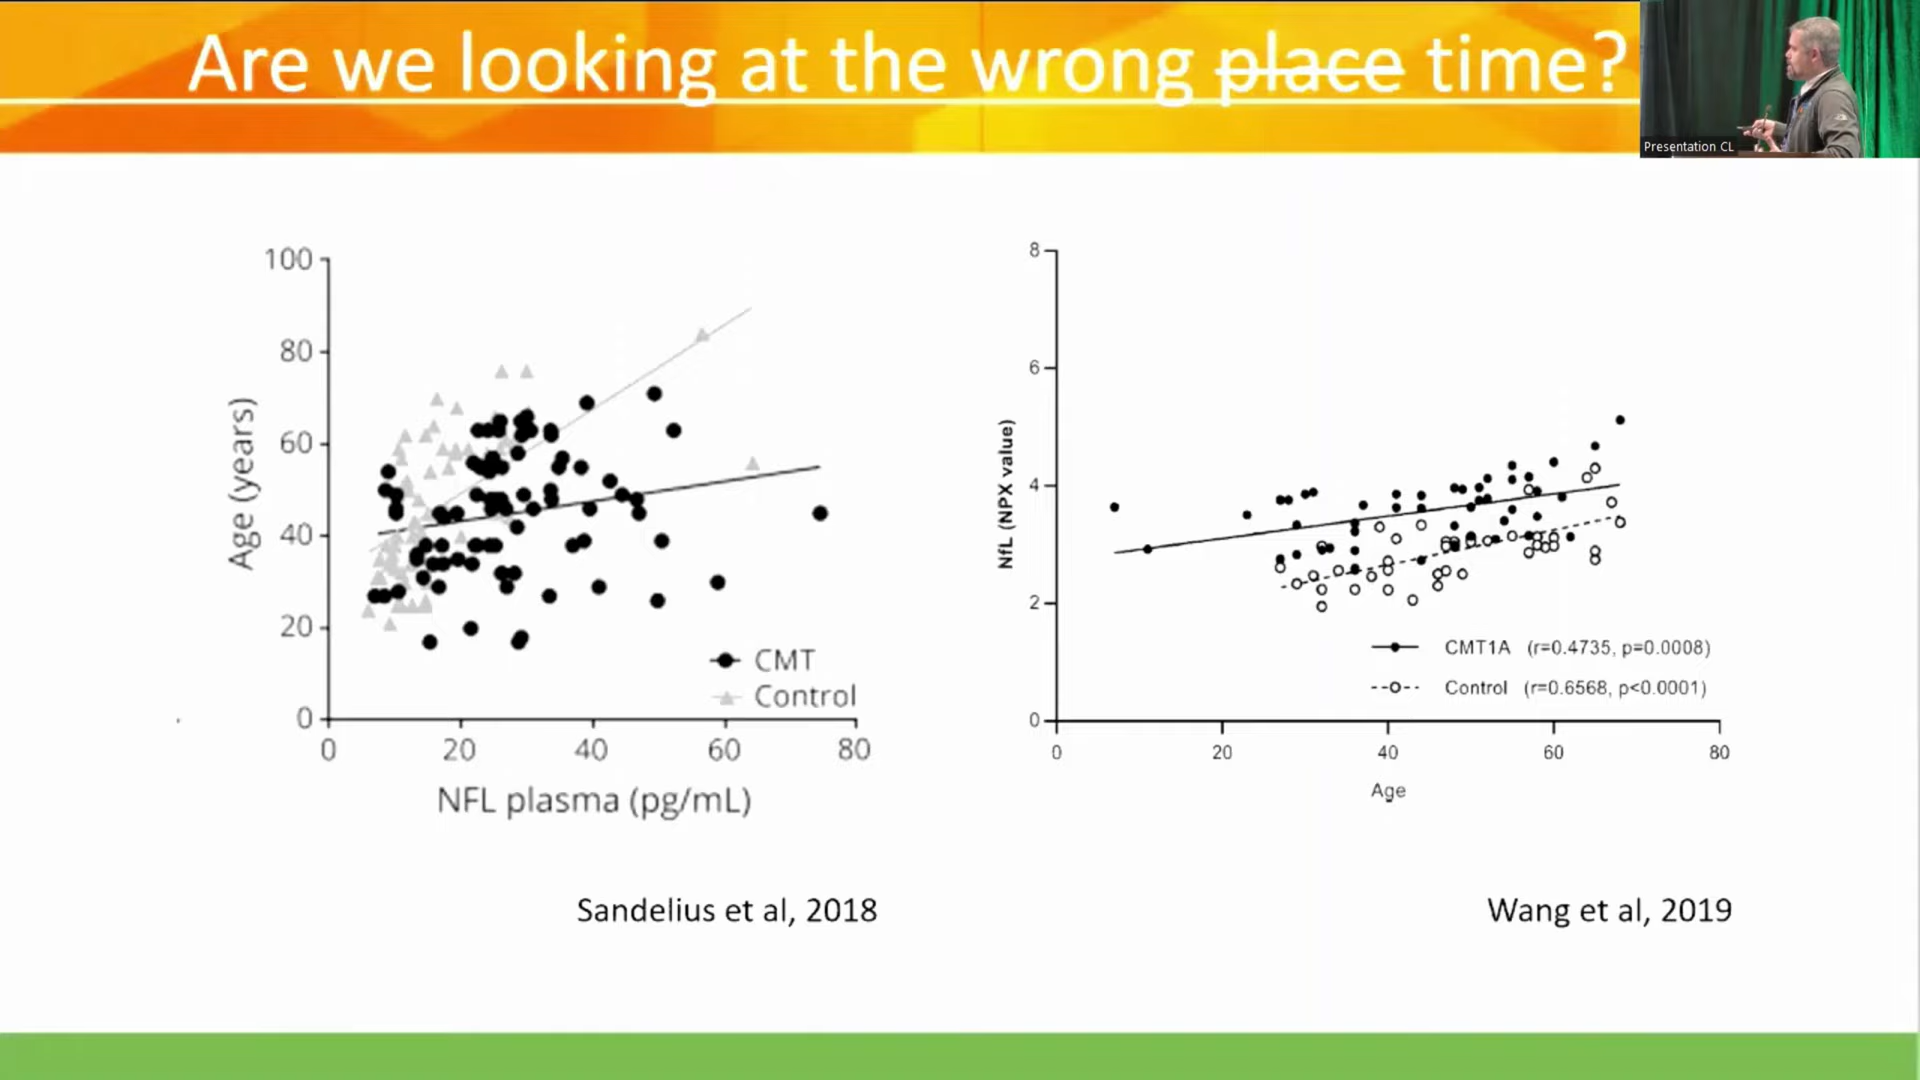 Are we looking at the wrong place time?
Presentation CL
100
80
60
40
20
0
Age (years)
CMT
Control
0 20 40 60 80
NFL plasma (pg/mL)
8
6
4
2
0
NfL (NPX value)
CMT1A (r=0.4735, p=0.0008)
Control (r=0.6568, p<0.0001)
0 20 40 60 80
Age
Sandelius et al, 2018
Wang et al, 2019